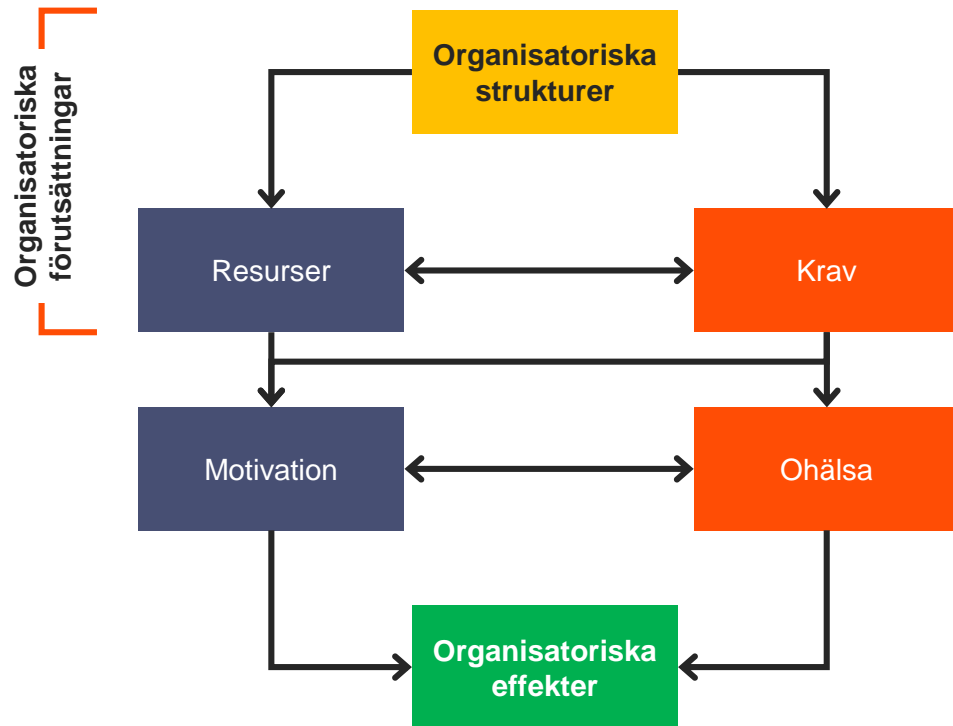 Organisatoriska
förutsättningar
Organisatoriska
strukturer
Resurser
Krav
Motivation
Ohälsa
Organisatoriska
effekter